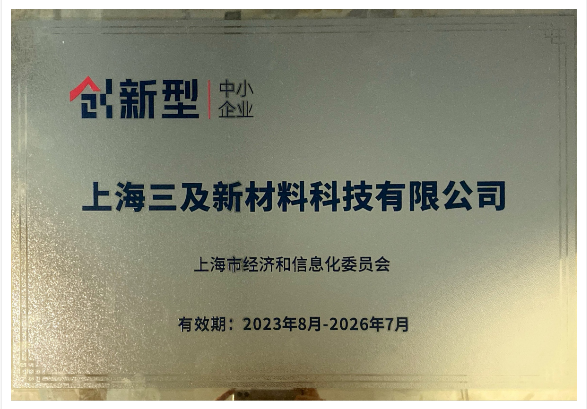 创新型 中小
企业
上海三及新材料科技有限公司
上海市经济和信息化委员会
有效期：2023年8月-2026年7月